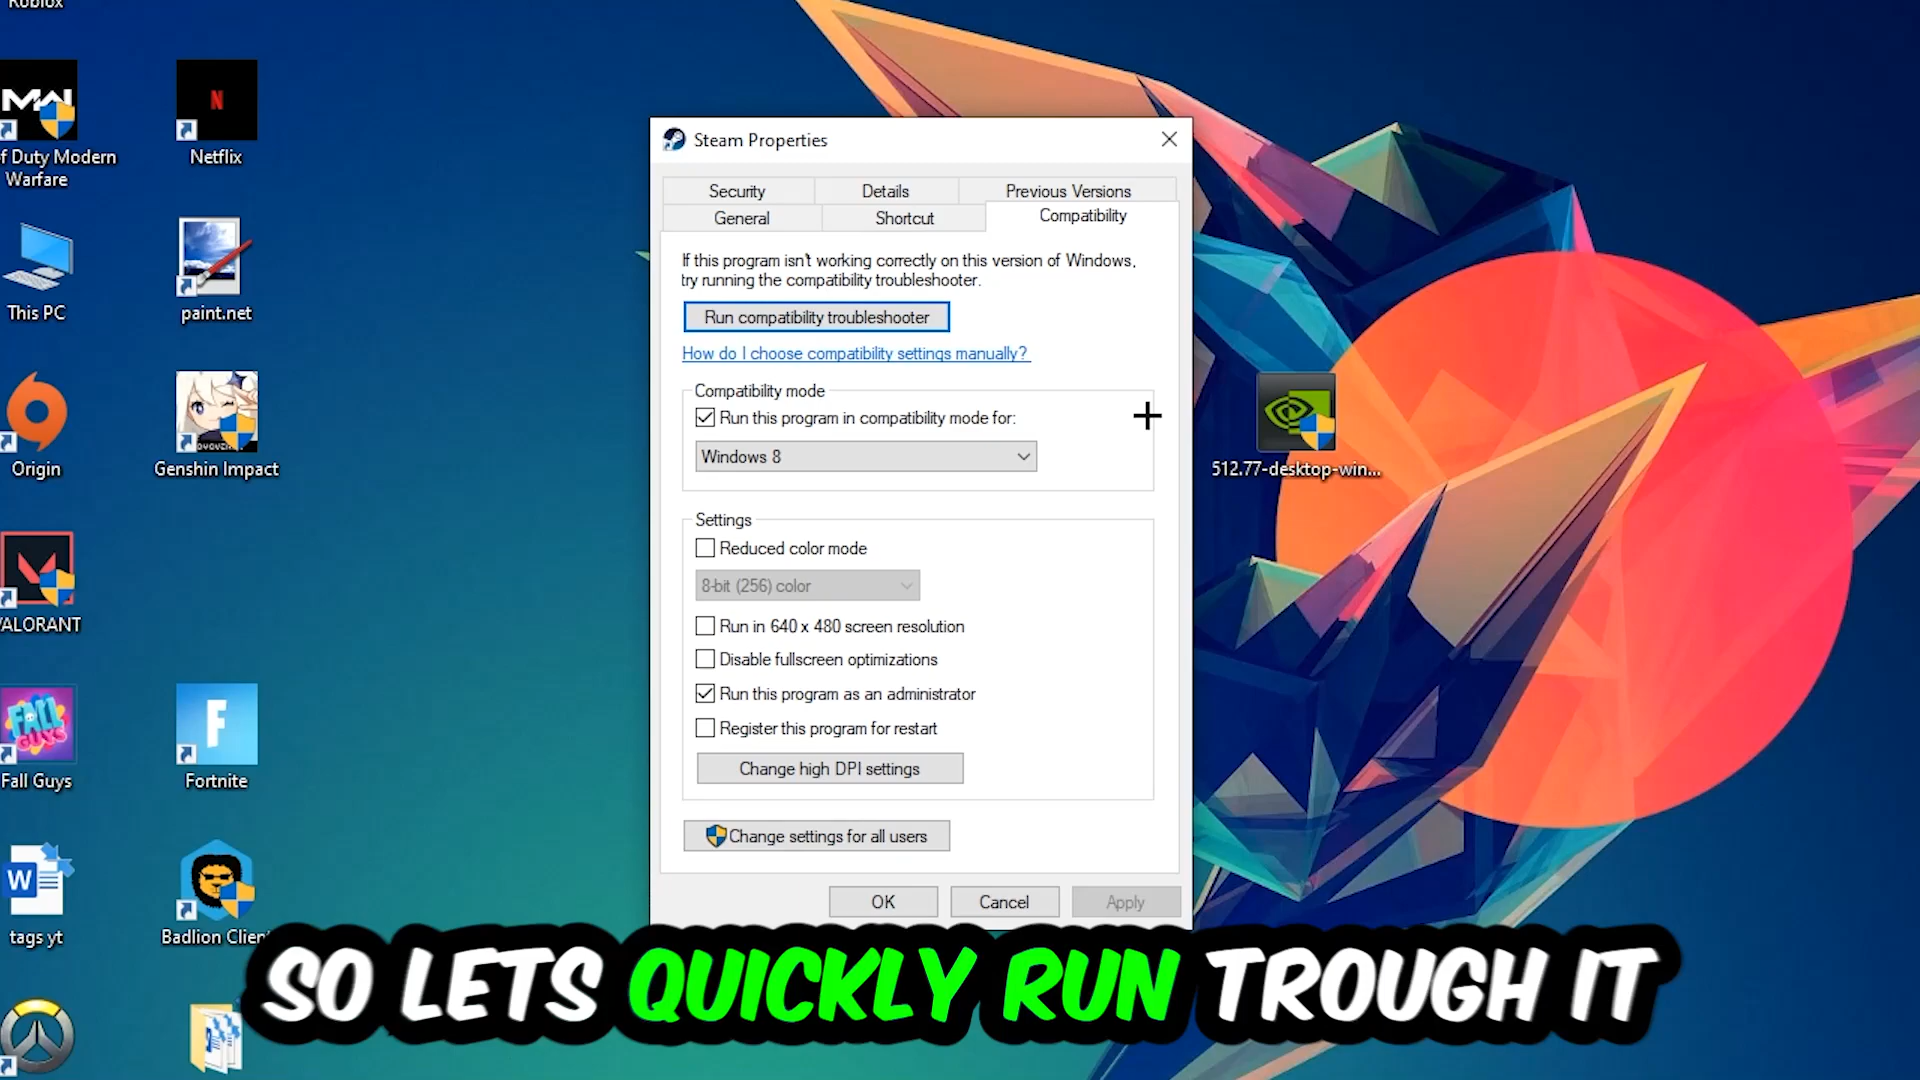 Roblox
f Duty Modern
Warfare
Netflix
This PC
paint.net
Origin
Genshin Impact
VALORANT
FALL
GUYS
Fall Guys
Fortnite
tags yt
Badlion Client
512.77-desktop-win...
Steam Properties
Security
Details
Previous Versions
General
Shortcut
Compatibility
If this program isn't working correctly on this version of Windows,
try running the compatibility troubleshooter.
Run compatibility troubleshooter
How do I choose compatibility settings manually?
Compatibility mode
Run this program in compatibility mode for:
Windows 8
Settings
Reduced color mode
8-bit (256) color
Run in 640 x 480 screen resolution
Disable fullscreen optimizations
Run this program as an administrator
Register this program for restart
Change high DPI settings
Change settings for all users
OK
Cancel
Apply
SO LETS QUICKLY RUN TROUGH IT